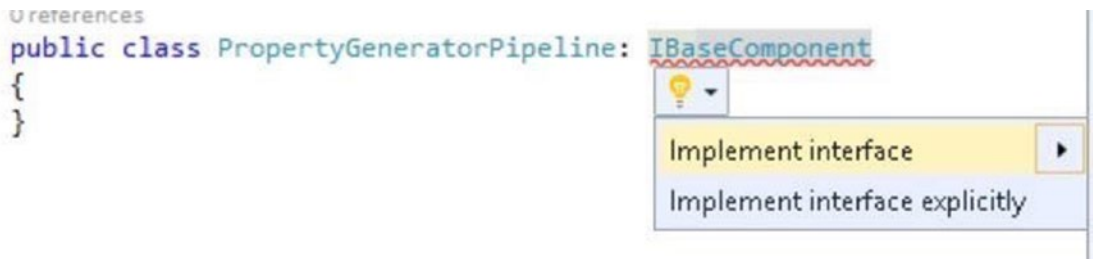 0 references
public class PropertyGeneratorPipeline: IBaseComponent
{
}
Implement interface
Implement interface explicitly